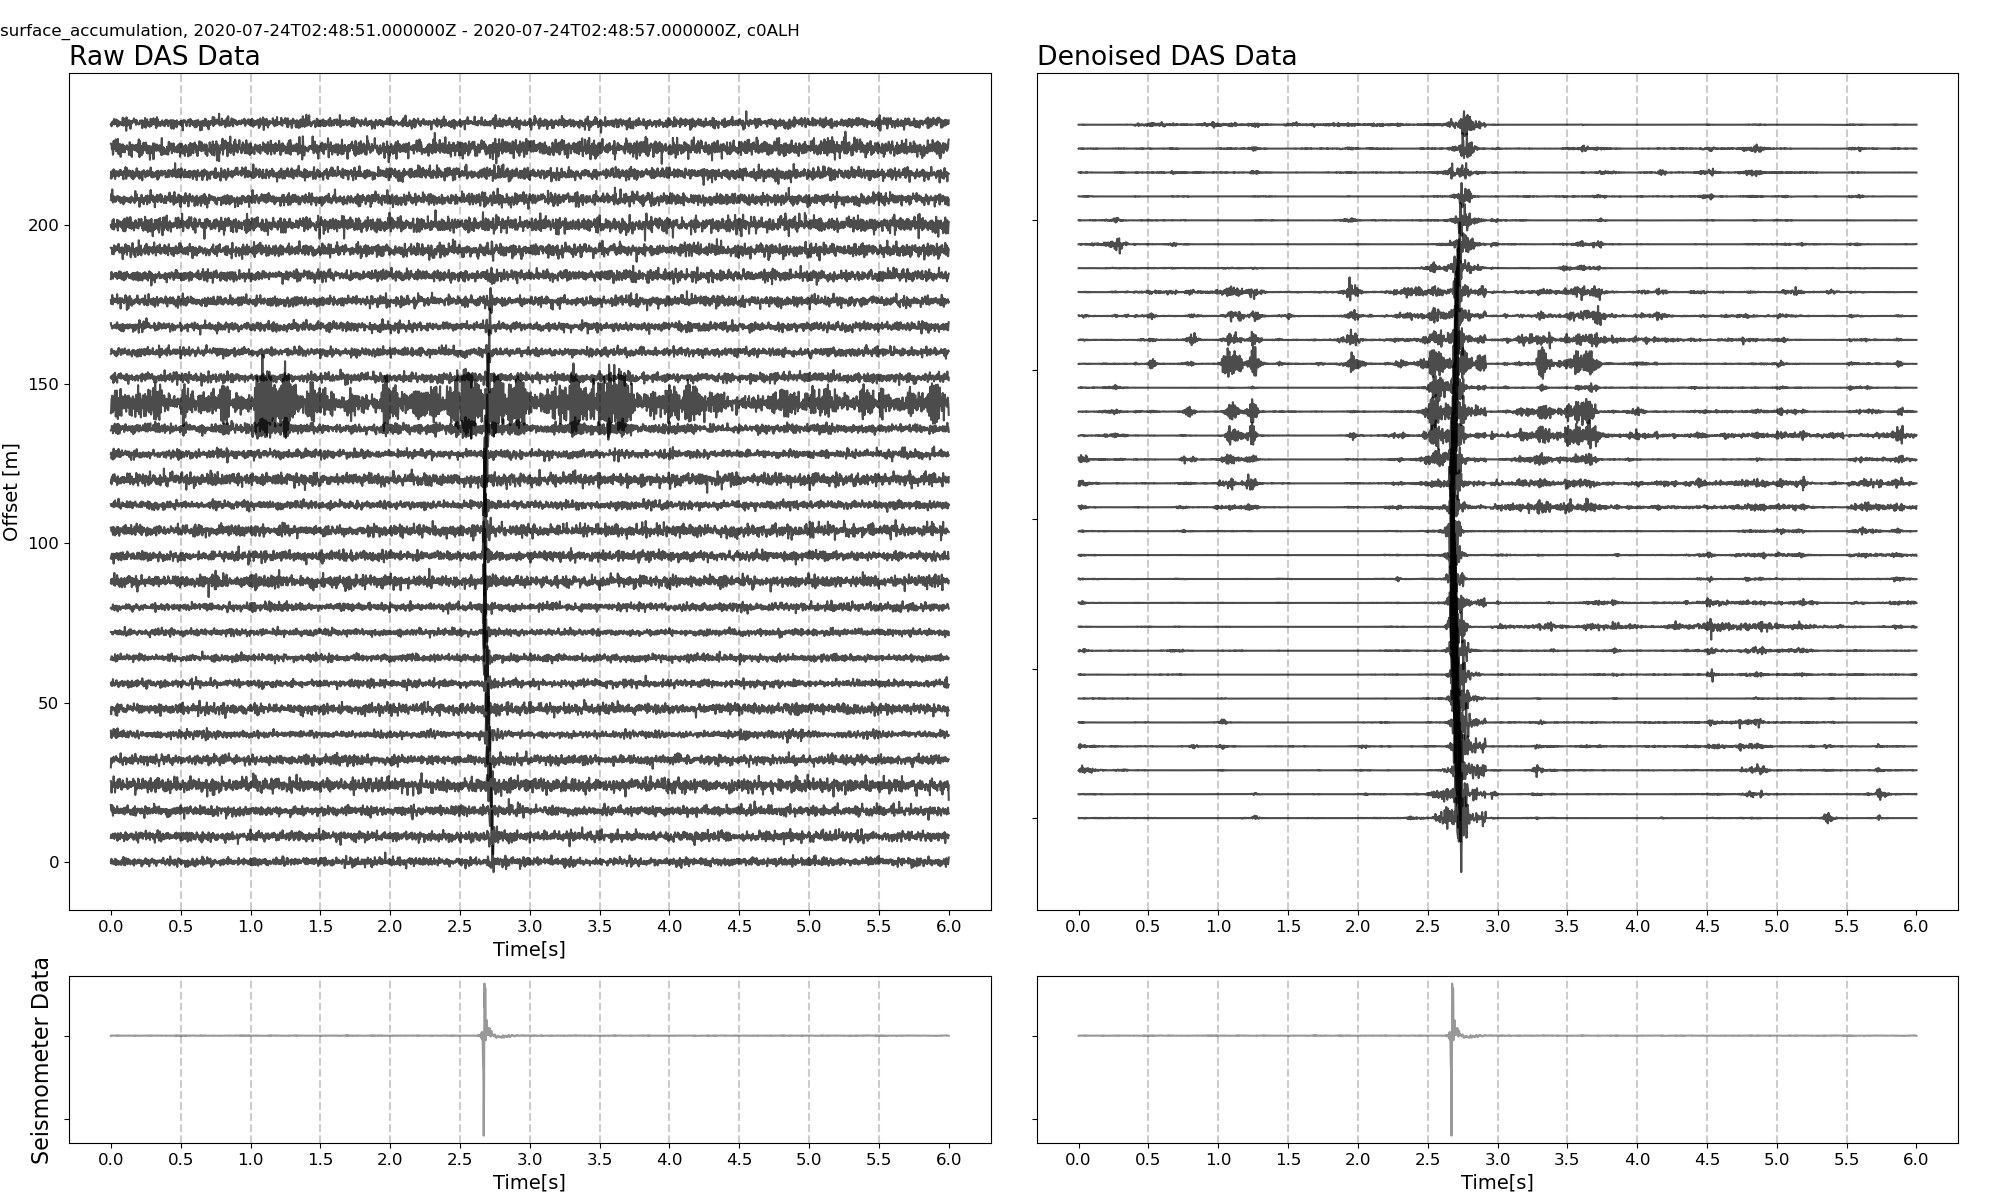 surface_accumulation, 2020-07-24T02:48:51.000000Z - 2020-07-24T02:48:57.000000Z, c0ALH
Raw DAS Data
Denoised DAS Data
Offset [m]
200
150
100
50
0
0.0 0.5 1.0 1.5 2.0 2.5 3.0 3.5 4.0 4.5 5.0 5.5 6.0
Time[s]
0.0 0.5 1.0 1.5 2.0 2.5 3.0 3.5 4.0 4.5 5.0 5.5 6.0
Seismometer Data
0.0 0.5 1.0 1.5 2.0 2.5 3.0 3.5 4.0 4.5 5.0 5.5 6.0
Time[s]
0.0 0.5 1.0 1.5 2.0 2.5 3.0 3.5 4.0 4.5 5.0 5.5 6.0
Time[s]